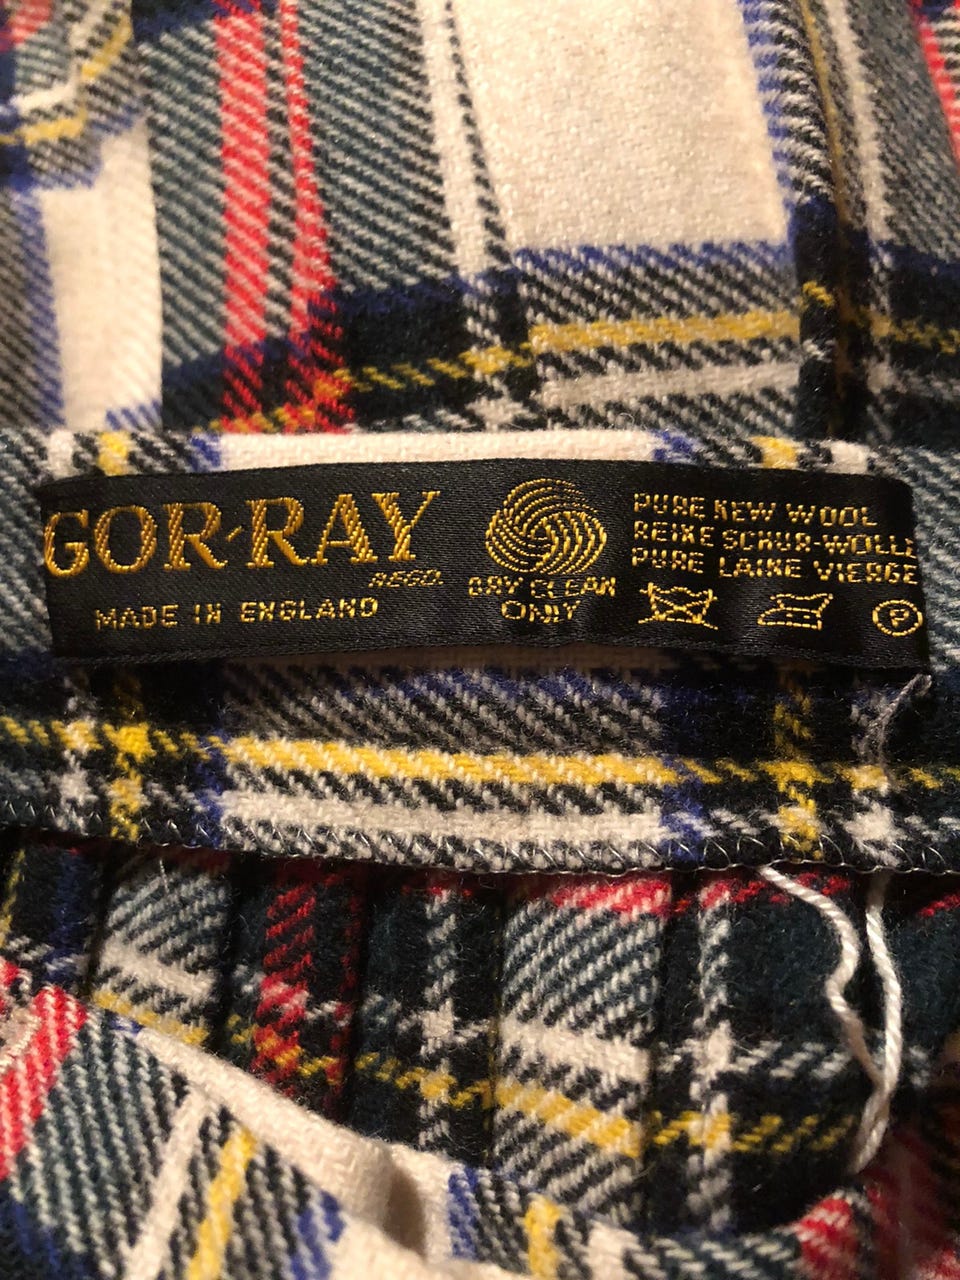 GOR-RAY
REGD.
MADE IN ENGLAND
DRY CLEAN
ONLY
PURE NEW WOOL
REINE SCHUR-WOLLE
PURE LAINE VIERGE
P